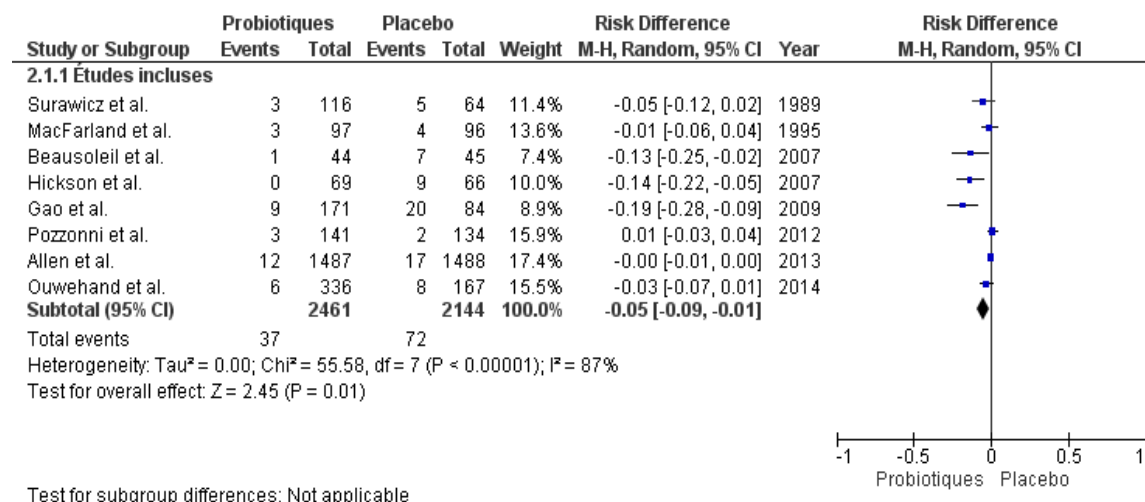 Probiotiques Placebo Risk Difference Risk Difference
Study or Subgroup Events Total Events Total Weight M-H, Random, 95% CI Year M-H, Random, 95% CI
2.1.1 Études incluses
Surawicz et al. 3 116 5 64 11.4% -0.05 [-0.12, 0.02] 1989
MacFarland et al. 3 97 4 96 13.6% -0.01 [-0.06, 0.04] 1995
Beausoleil et al. 1 44 7 45 7.4% -0.13 [-0.25, -0.02] 2007
Hickson et al. 0 69 9 66 10.0% -0.14 [-0.22, -0.05] 2007
Gao et al. 9 171 20 84 8.9% -0.19 [-0.28, -0.09] 2009
Pozzonni et al. 3 141 2 134 15.9% 0.01 [-0.03, 0.04] 2012
Allen et al. 12 1487 17 1488 17.4% -0.00 [-0.01, 0.00] 2013
Ouwehand et al. 6 336 8 167 15.5% -0.03 [-0.07, 0.01] 2014
Subtotal (95% CI) 2461 2144 100.0% -0.05 [-0.09, -0.01]
Total events 37 72
Heterogeneity: Tau² = 0.00; Chi² = 55.58, df = 7 (P < 0.00001); I² = 87%
Test for overall effect: Z = 2.45 (P = 0.01)
-1 -0.5 0 0.5 1
Probiotiques Placebo
Test for subgroup differences: Not applicable